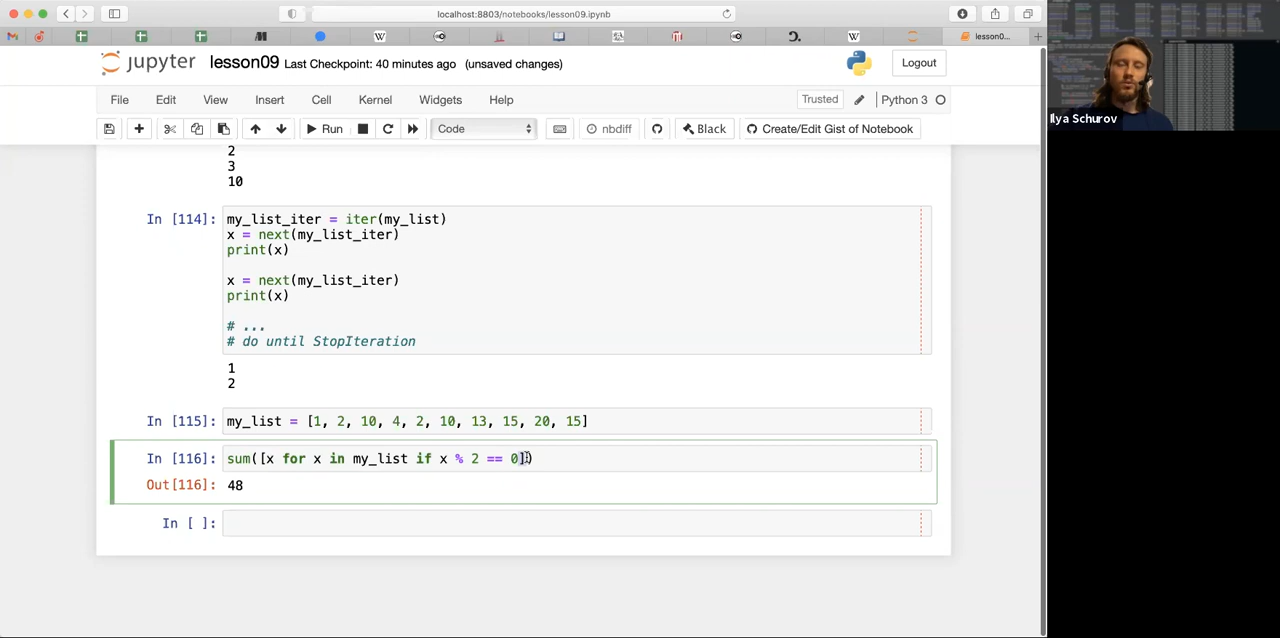 localhost:8803/notebooks/lesson09.ipynb
lesson0...
jupyter lesson09 Last Checkpoint: 40 minutes ago (unsaved changes)
Logout
File Edit View Insert Cell Kernel Widgets Help
Trusted Python 3
Run Code nbdiff Black Create/Edit Gist of Notebook
2
3
10
In [114]: my_list_iter = iter(my_list)
x = next(my_list_iter)
print(x)
x = next(my_list_iter)
print(x)
# ...
# do until StopIteration
1
2
In [115]: my_list = [1, 2, 10, 4, 2, 10, 13, 15, 20, 15]
In [116]: sum([x for x in my_list if x % 2 == 0])
Out[116]: 48
In [ ]:
Ilya Schurov